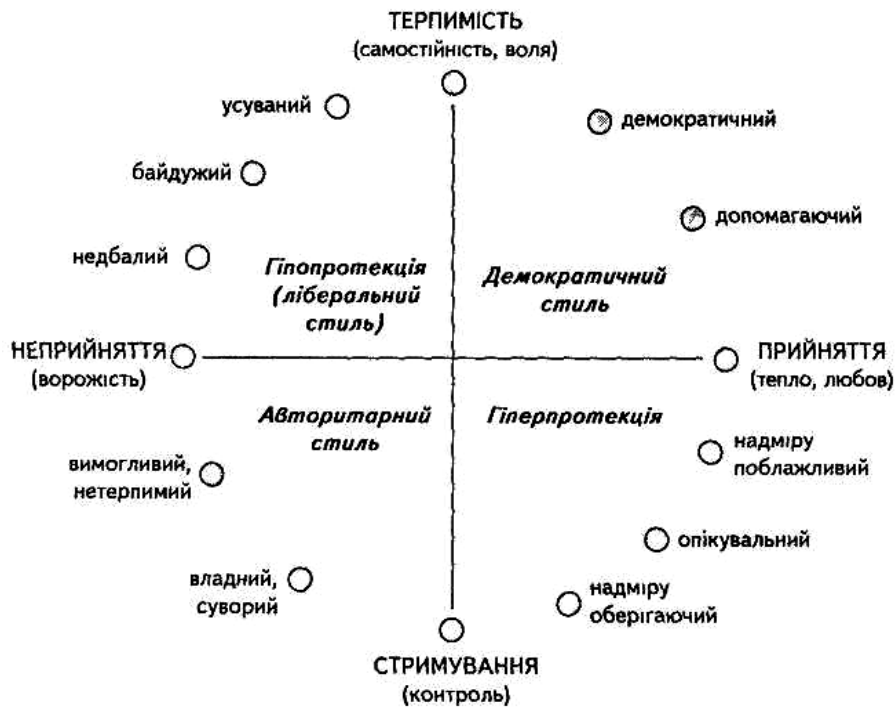 ТЕРПИМІСТЬ
(самостійність, воля)
усуваний
демократичний
байдужий
допомагаючий
недбалий
Гіпопротекція
(ліберальний
стиль)
Демократичний
стиль
НЕПРИЙНЯТТЯ
(ворожість)
ПРИЙНЯТТЯ
(тепло, любов)
Авторитарний
стиль
Гіперпротекція
надміру
поблажливий
вимогливий,
нетерпимий
опікувальний
владний,
суворий
надміру
оберігаючий
СТРИМУВАННЯ
(контроль)